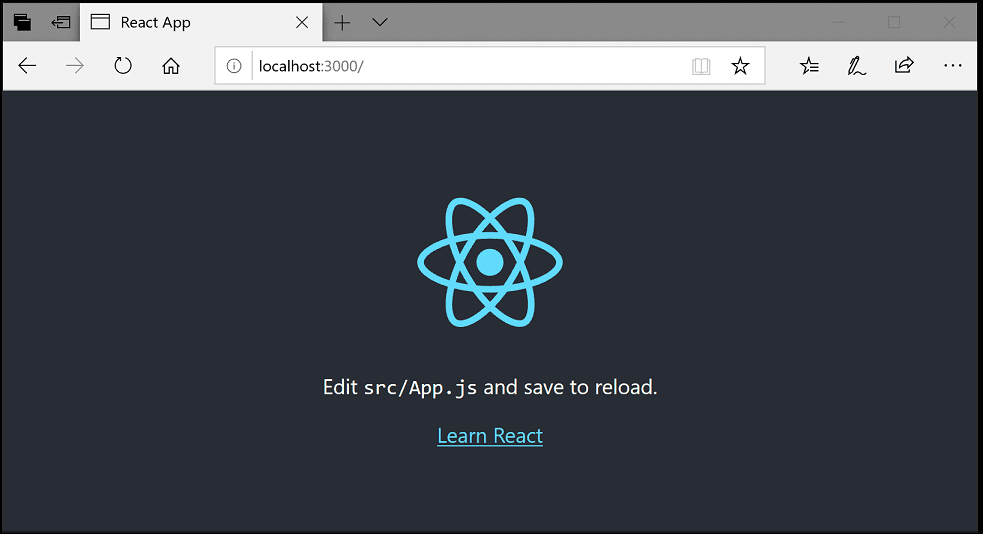 React App
localhost:3000/
Edit src/App.js and save to reload.
Learn React